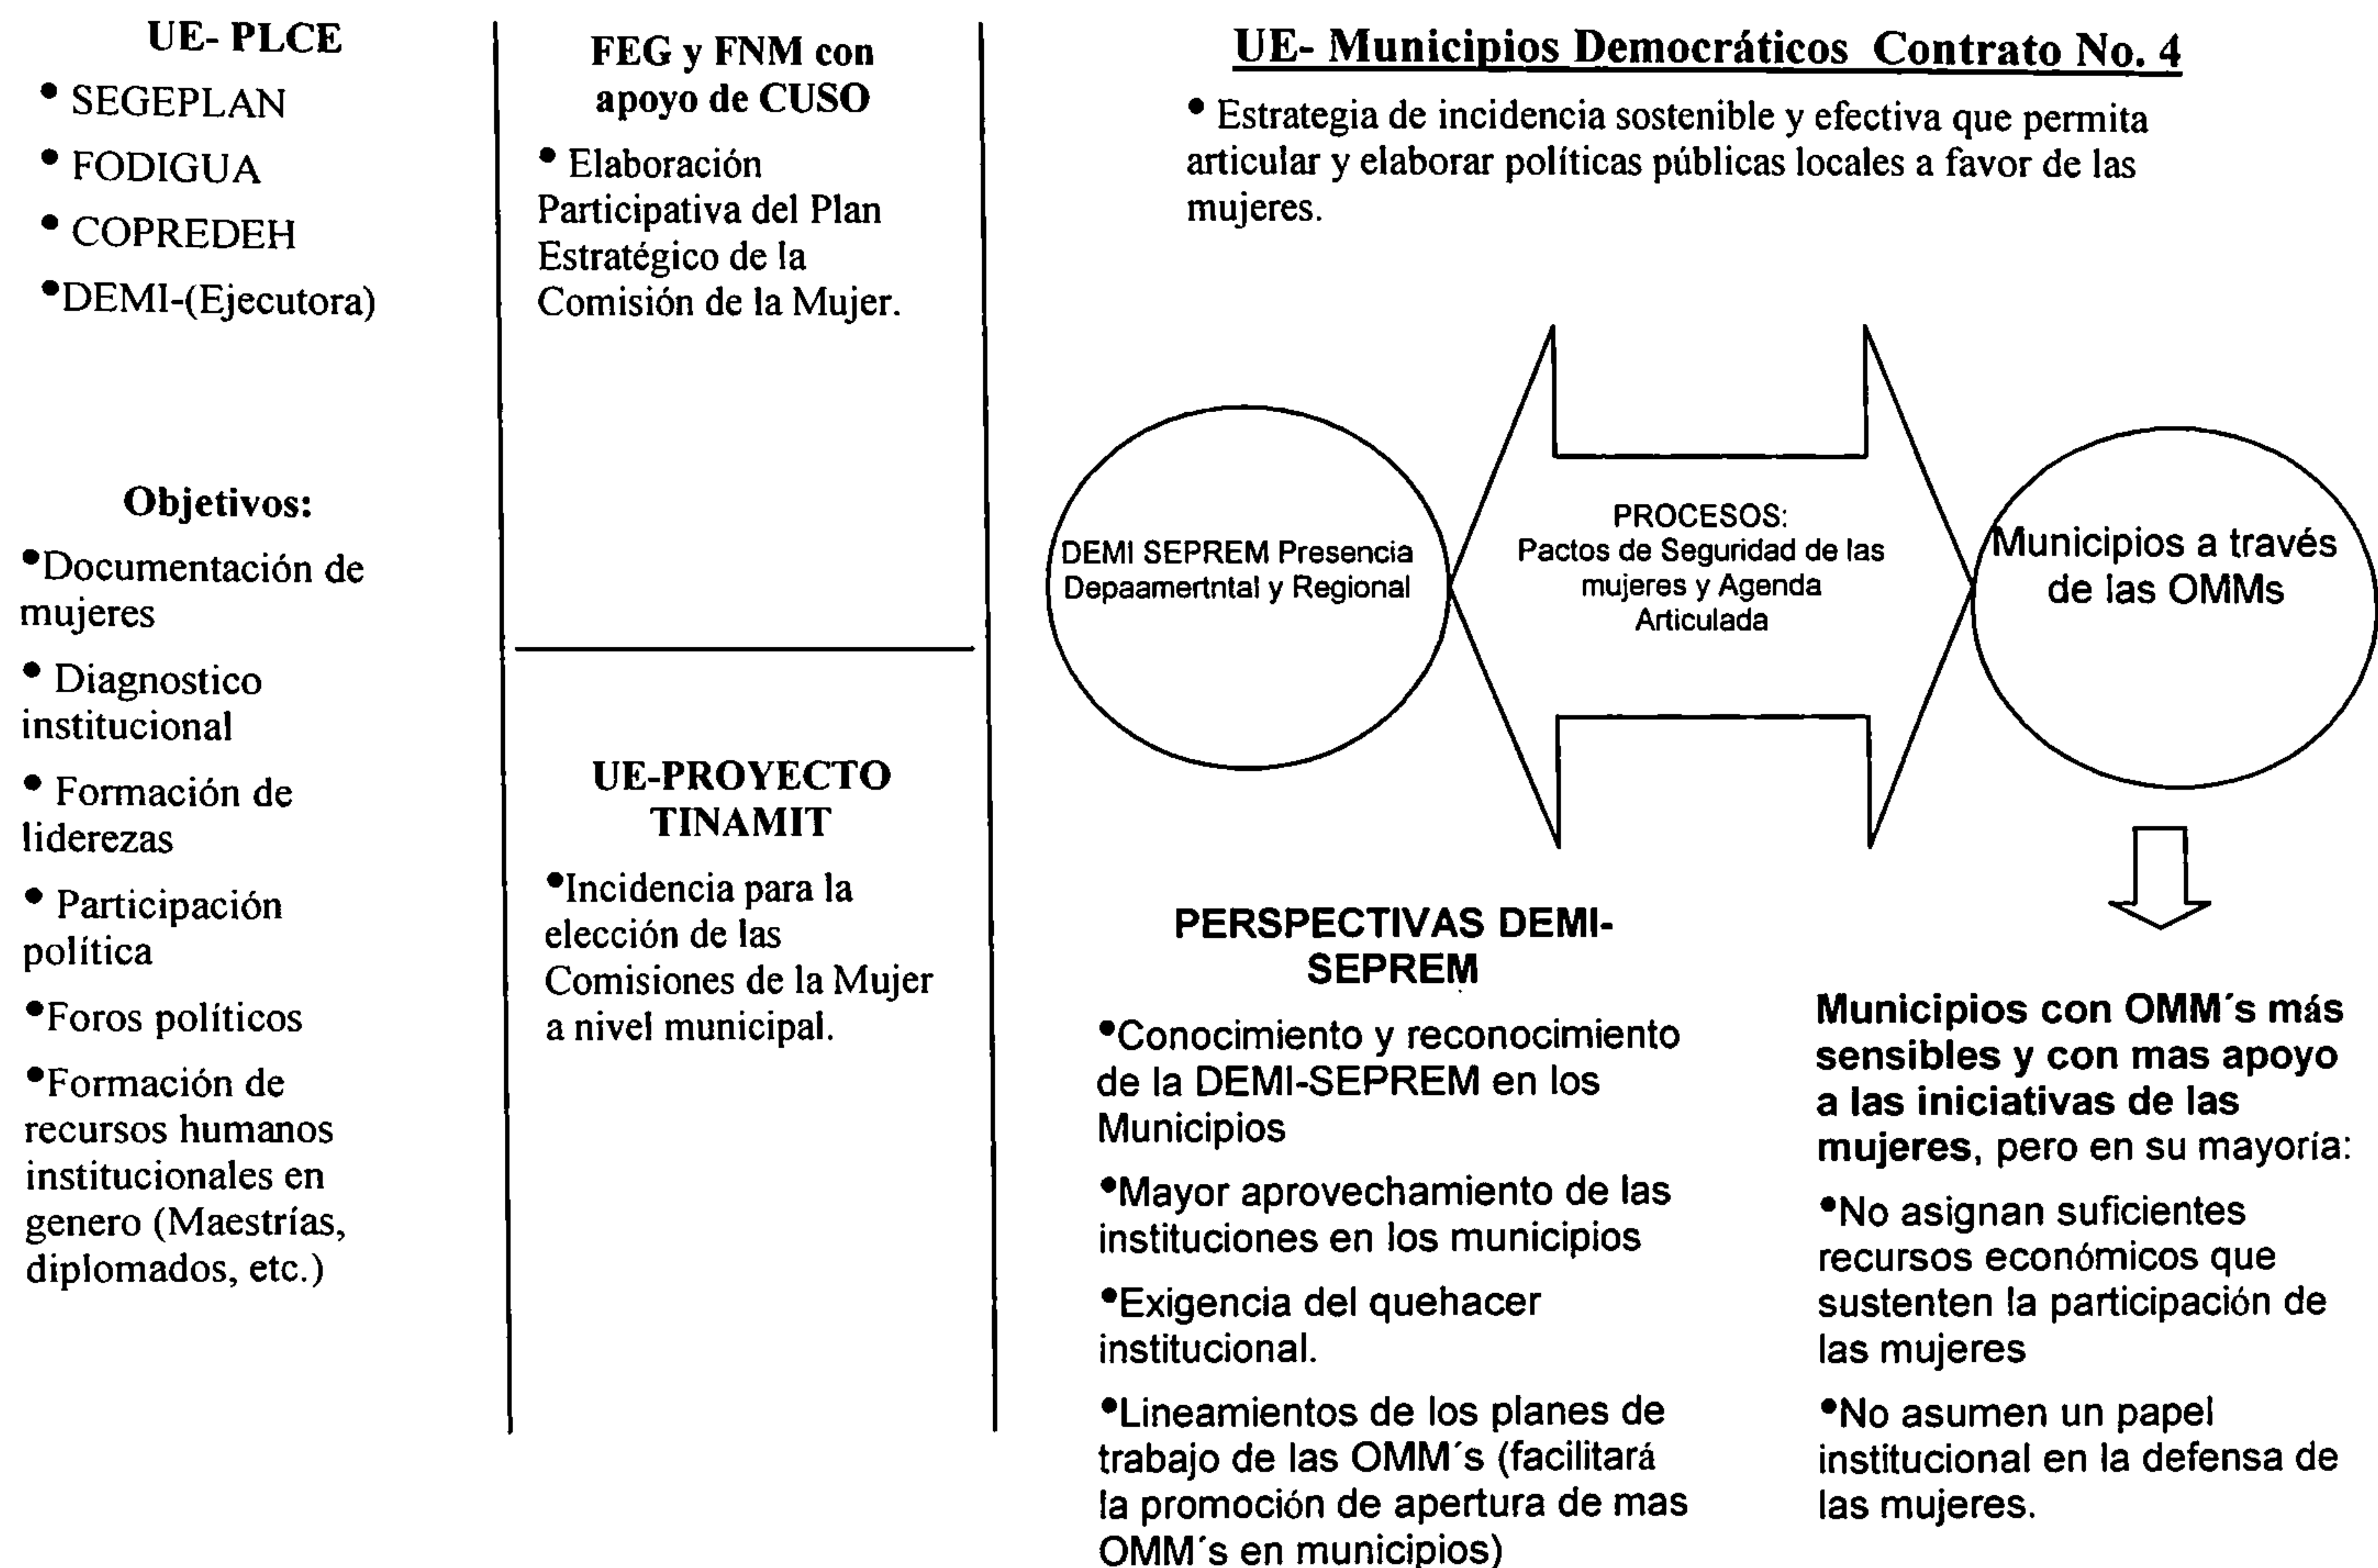 UE- PLCE
• SEGEPLAN
• FODIGUA
• COPREDEH
•DEMI-(Ejecutora)
Objetivos:
•Documentación de
mujeres
• Diagnostico
institucional
• Formación de
liderezas
• Participación
política
•Foros políticos
•Formación de
recursos humanos
institucionales en
genero (Maestrías,
diplomados, etc.)
FEG y FNM con
apoyo de CUSO
• Elaboración
Participativa del Plan
Estratégico de la
Comisión de la Mujer.
UE-PROYECTO
TINAMIT
•Incidencia para la
elección de las
Comisiones de la Mujer
a nivel municipal.
UE- Municipios Democráticos Contrato No. 4
• Estrategia de incidencia sostenible y efectiva que permita
articular y elaborar políticas públicas locales a favor de las
mujeres.
DEMI SEPREM Presencia
Depaamertntal y Regional
PROCESOS:
Pactos de Seguridad de las
mujeres y Agenda
Articulada
Municipios a través
de las OMMs
PERSPECTIVAS DEMI-
SEPREM
•Conocimiento y reconocimiento
de la DEMI-SEPREM en los
Municipios
•Mayor aprovechamiento de las
instituciones en los municipios
•Exigencia del quehacer
institucional.
•Lineamientos de los planes de
trabajo de las OMM´s (facilitará
la promoción de apertura de mas
OMM´s en municipios)
Municipios con OMM´s más
sensibles y con mas apoyo
a las iniciativas de las
mujeres, pero en su mayoría:
•No asignan suficientes
recursos económicos que
sustenten la participación de
las mujeres
•No asumen un papel
institucional en la defensa de
las mujeres.